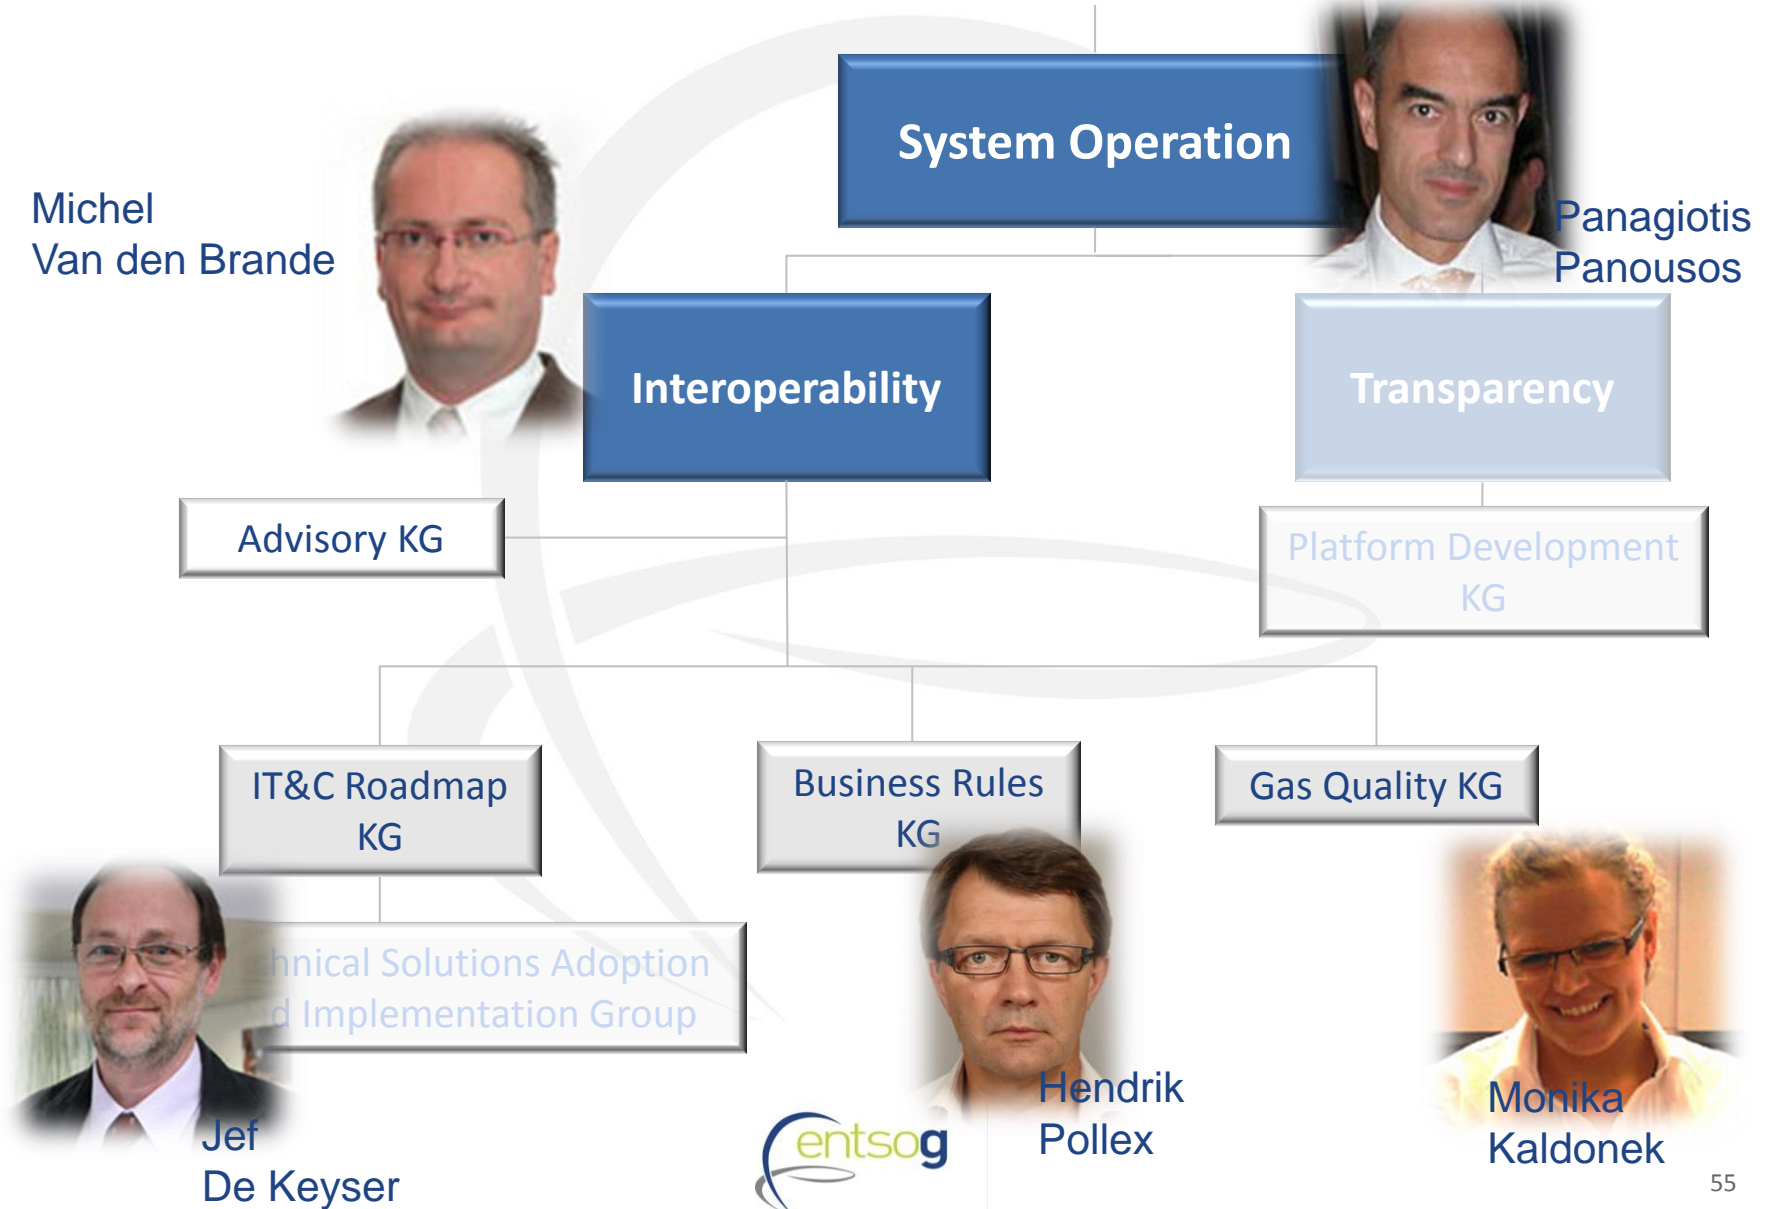 System Operation
Michel
Van den Brande
Panagiotis
Panousos
Interoperability
Transparency
Advisory KG
Platform Development
KG
IT&C Roadmap
KG
Business Rules
KG
Gas Quality KG
Solutions Adoption
Implementation Group
Jef
De Keyser
Hendrik
Pollex
Monika
Kaldonek
entsog
55